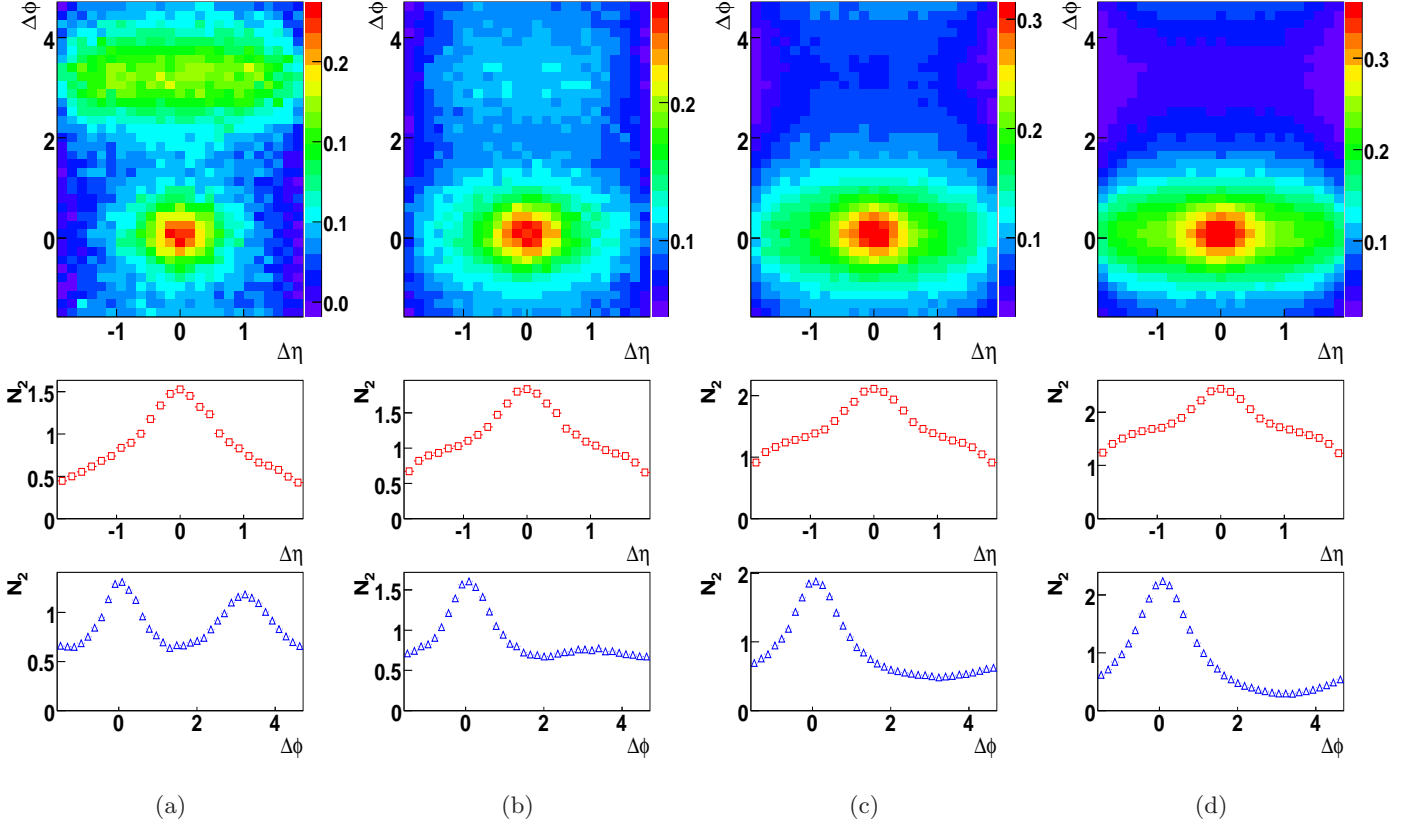 Δϕ 4 2 0 -1 0 1 Δη 0.2 0.1 0.1 0.0
Δϕ 4 2 0 -1 0 1 Δη 0.2 0.1
Δϕ 4 2 0 -1 0 1 Δη 0.3 0.2 0.1
Δϕ 4 2 0 -1 0 1 Δη 0.3 0.2 0.1
N2 1.5 1 0.5 0 -1 0 1 Δη
N2 1.5 1 0.5 0 -1 0 1 Δη
N2 2 1 0 -1 0 1 Δη
N2 2 1 0 -1 0 1 Δη
N2 1 0.5 0 0 2 4 Δϕ
N2 1.5 1 0.5 0 0 2 4 Δϕ
N2 2 1 0 0 2 4 Δϕ
N2 2 1 0 0 2 4 Δϕ
(a) (b) (c) (d)